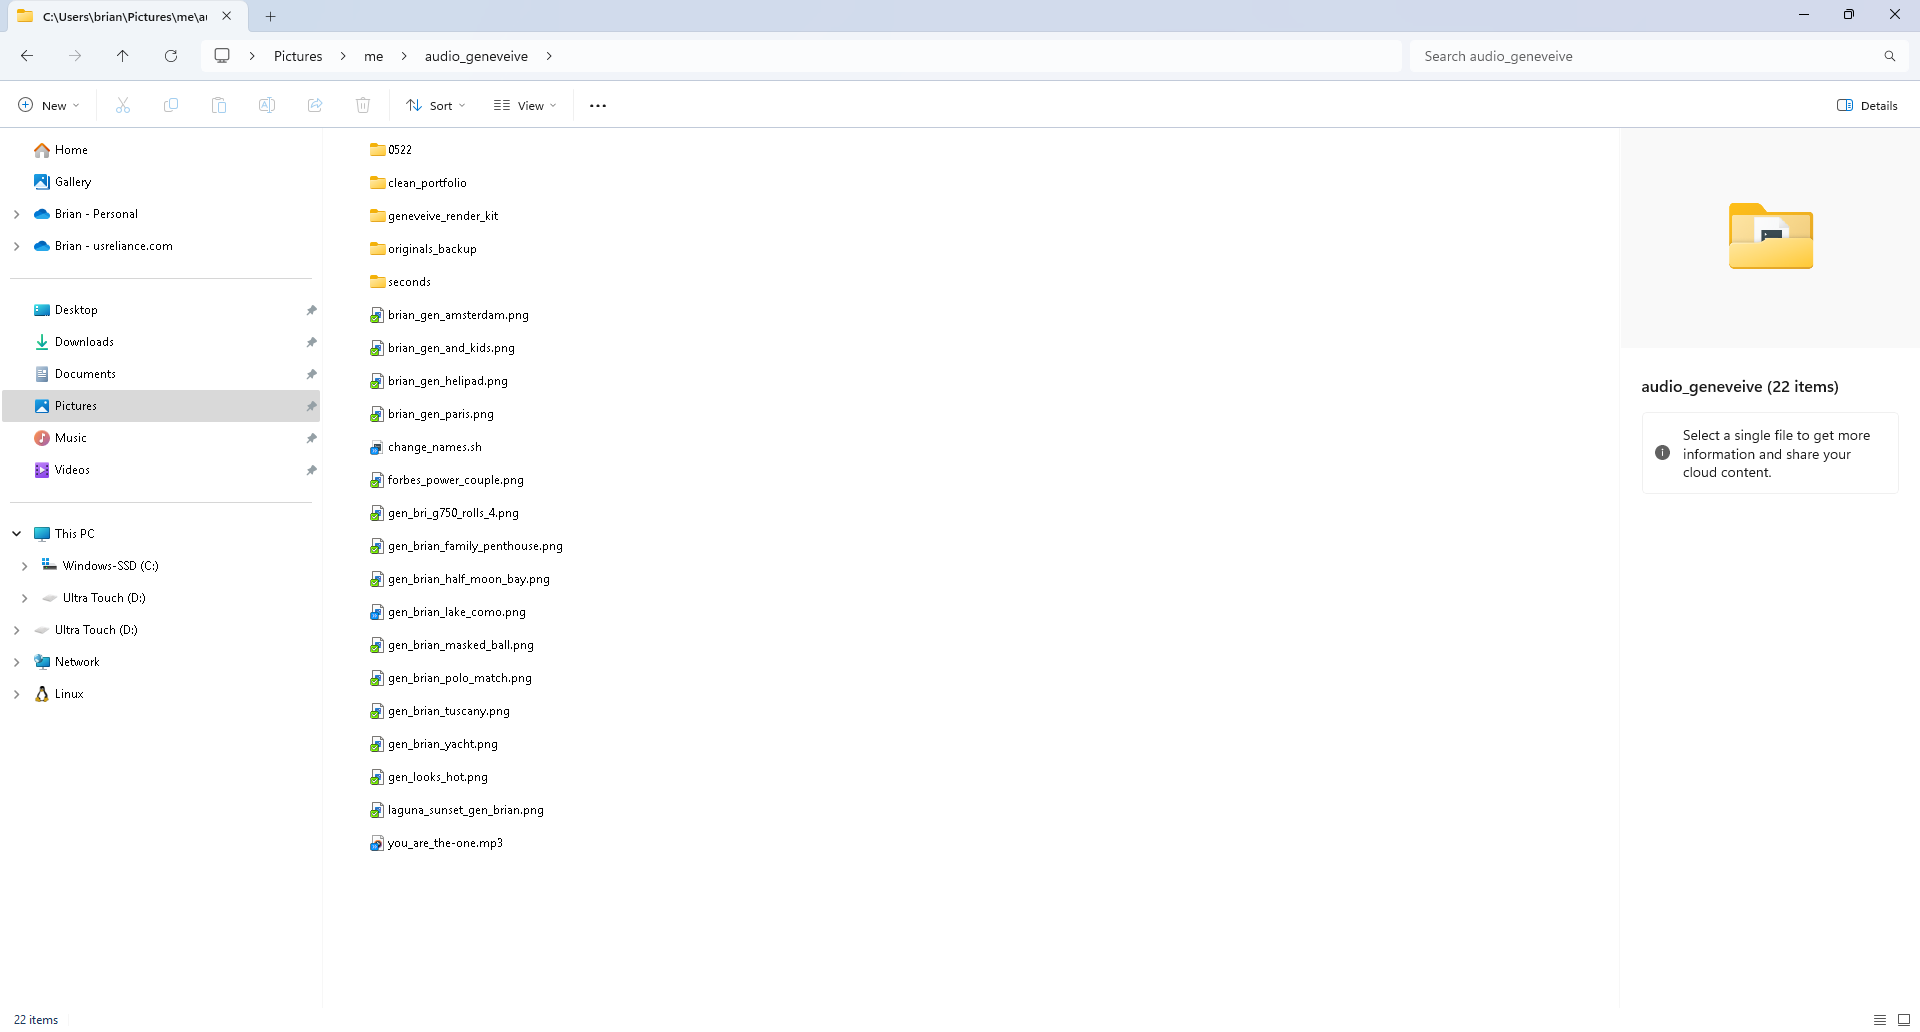 C:\Users\brian\Pictures\me\au
Pictures
me
audio_geneveive
Search audio_geneveive
New
Sort
View
Details
Home
Gallery
Brian - Personal
Brian - usreliance.com
Desktop
Downloads
Documents
Pictures
Music
Videos
This PC
Windows-SSD (C:)
Ultra Touch (D:)
Ultra Touch (D:)
Network
Linux
0522
clean_portfolio
geneveive_render_kit
originals_backup
seconds
brian_gen_amsterdam.png
brian_gen_and_kids.png
brian_gen_helipad.png
brian_gen_paris.png
change_names.sh
forbes_power_couple.png
gen_bri_g750_rolls_4.png
gen_brian_family_penthouse.png
gen_brian_half_moon_bay.png
gen_brian_lake_como.png
gen_brian_masked_ball.png
gen_brian_polo_match.png
gen_brian_tuscany.png
gen_brian_yacht.png
gen_looks_hot.png
laguna_sunset_gen_brian.png
you_are_the-one.mp3
audio_geneveive (22 items)
Select a single file to get more
information and share your
cloud content.
22 items